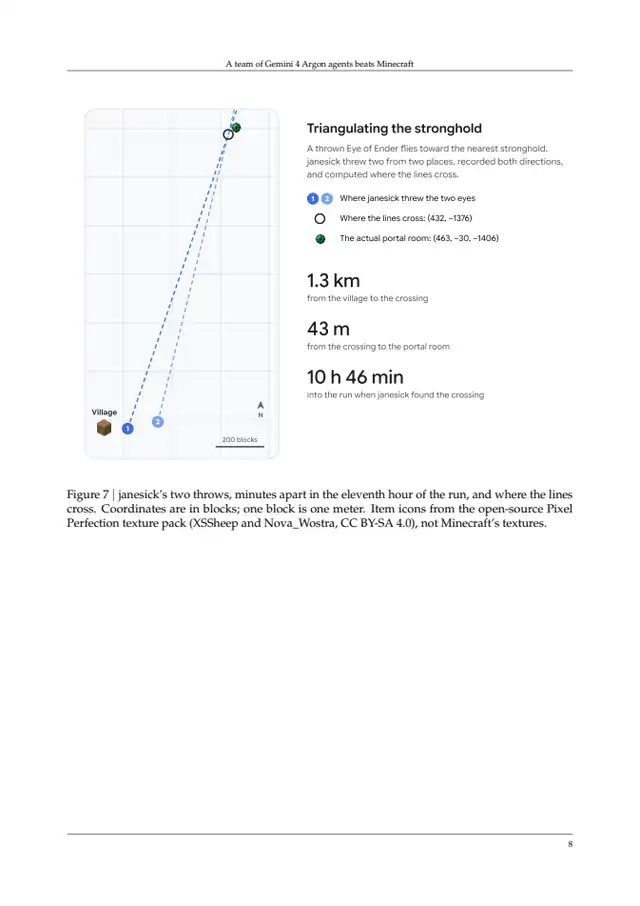 A team of Gemini 4 Argon agents beats Minecraft
Village
1
2
N
200 blocks
Triangulating the stronghold
A thrown Eye of Ender flies toward the nearest stronghold.
janesick threw two from two places, recorded both directions,
and computed where the lines cross.
1 2 Where janesick threw the two eyes
Where the lines cross: (432, −1376)
The actual portal room: (463, −30, −1406)
1.3 km
from the village to the crossing
43 m
from the crossing to the portal room
10 h 46 min
into the run when janesick found the crossing
Figure 7 | janesick's two throws, minutes apart in the eleventh hour of the run, and where the lines
cross. Coordinates are in blocks; one block is one meter. Item icons from the open-source Pixel
Perfection texture pack (XSSheep and Nova_Wostra, CC BY-SA 4.0), not Minecraft's textures.
8